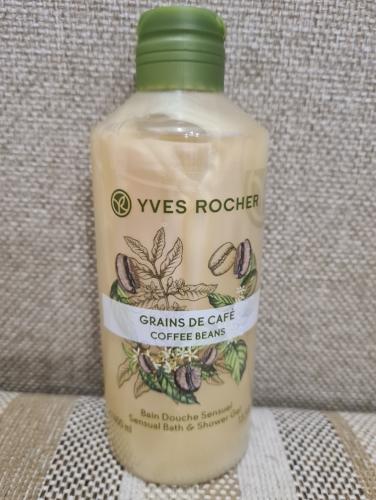 YVES ROCHER
GRAINS DE CAFÉ
COFFEE BEANS
Bain Douche Sensuel
Sensual Bath & Shower Gel